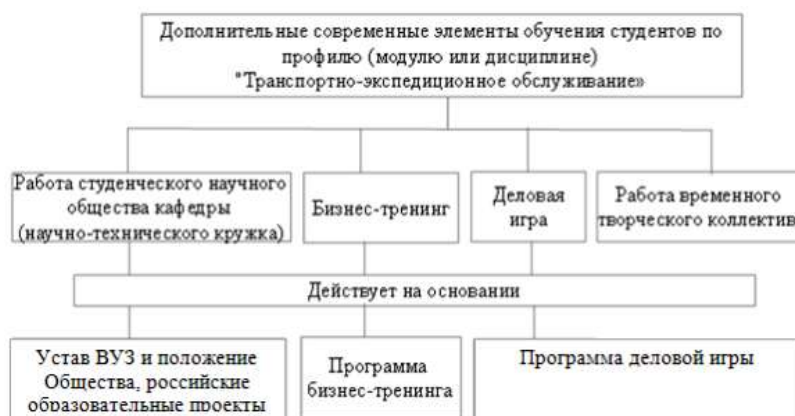 Дополнительные современные элементы обучения студентов по
профилю (модулю или дисциплине)
"Транспортно-экспедиционное обслуживание»
Работа студенческого научного
общества кафедры
(научно-технического кружка)
Бизнес-тренинг
Деловая
игра
Работа временного
творческого коллектив
Действует на основании
Устав ВУЗ и положение
Общества, российские
образовательные проекты
Программа
бизнес-тренинга
Программа деловой игры